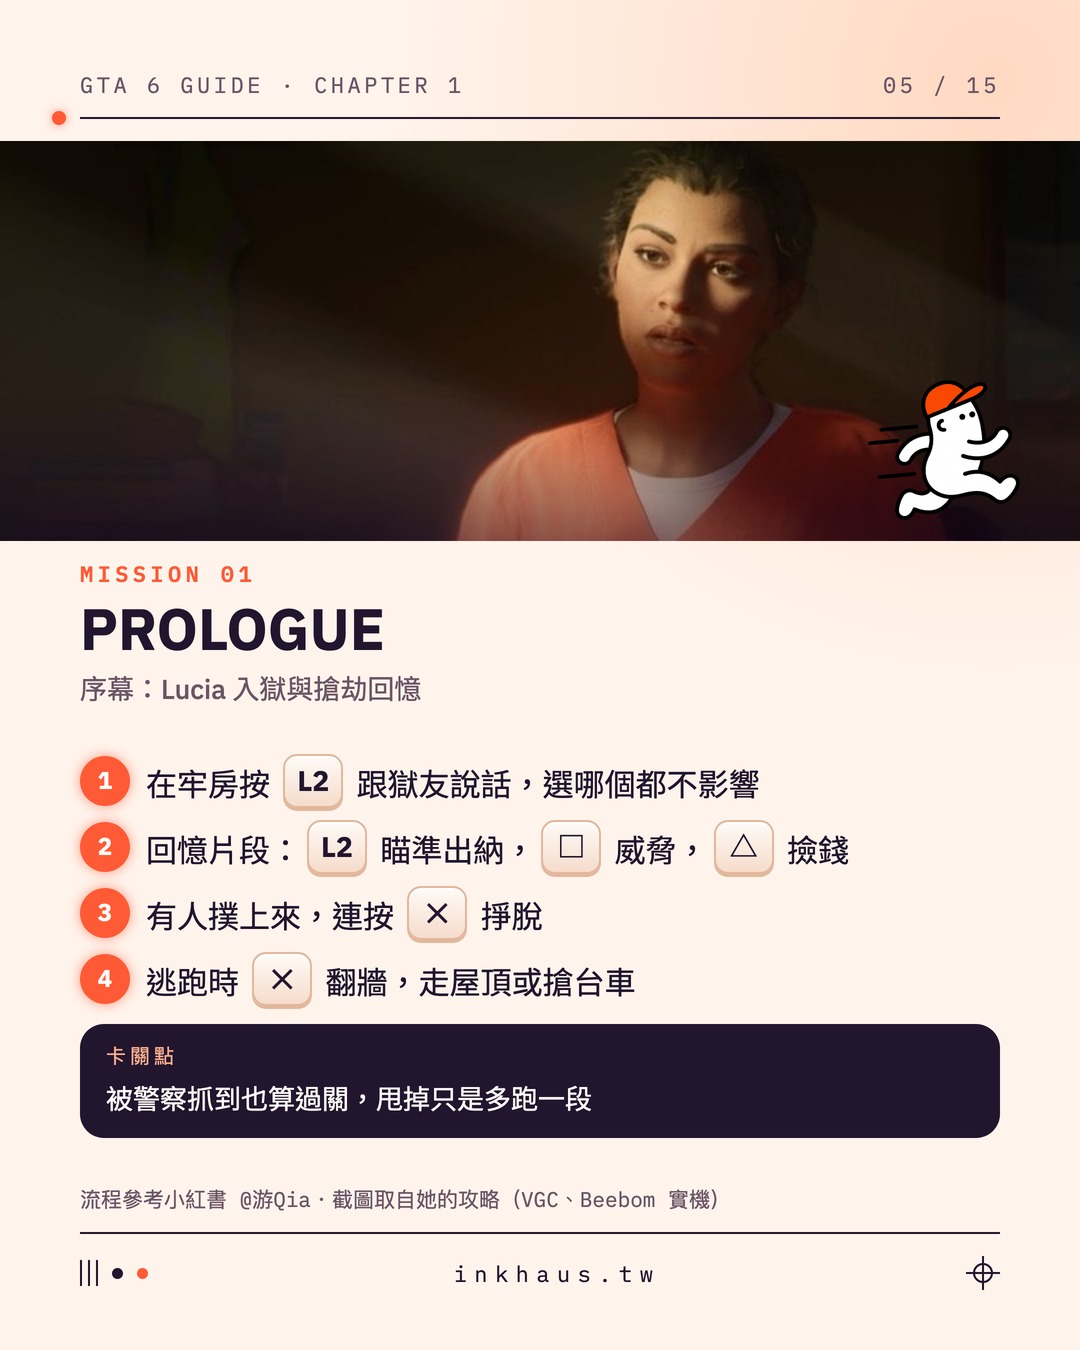 GTA 6 GUIDE · CHAPTER 1
05 / 15
MISSION 01
PROLOGUE
序幕：Lucia 入獄與搶劫回憶
1 在牢房按 L2 跟獄友說話，選哪個都不影響
2 回憶片段： L2 瞄準出納， □ 威脅， △ 撿錢
3 有人撲上來，連按 × 掙脫
4 逃跑時 × 翻牆，走屋頂或搶台車
卡關點
被警察抓到也算過關，甩掉只是多跑一段
流程參考小紅書 @游Qia · 截圖取自她的攻略（VGC、Beebom 實機）
inkhaus.tw